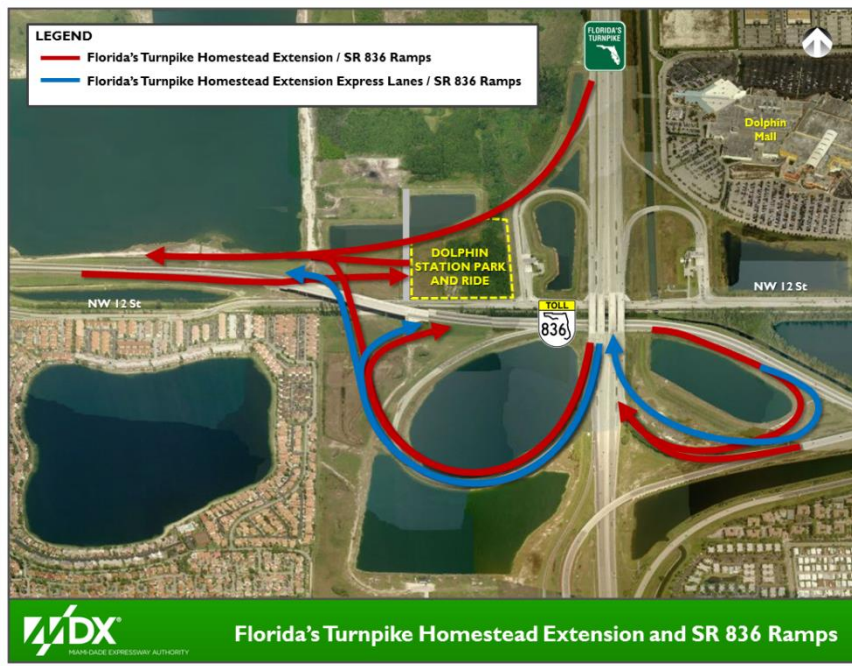 LEGEND
Florida's Turnpike Homestead Extension / SR 836 Ramps
Florida's Turnpike Homestead Extension Express Lanes / SR 836 Ramps
FLORIDA'S
TURNPIKE
Dolphin
Mall
DOLPHIN
STATION PARK
AND RIDE
NW 12 St
NW 12 St
TOLL
836
MDX
MIAMI-DADE EXPRESSWAY AUTHORITY
Florida's Turnpike Homestead Extension and SR 836 Ramps